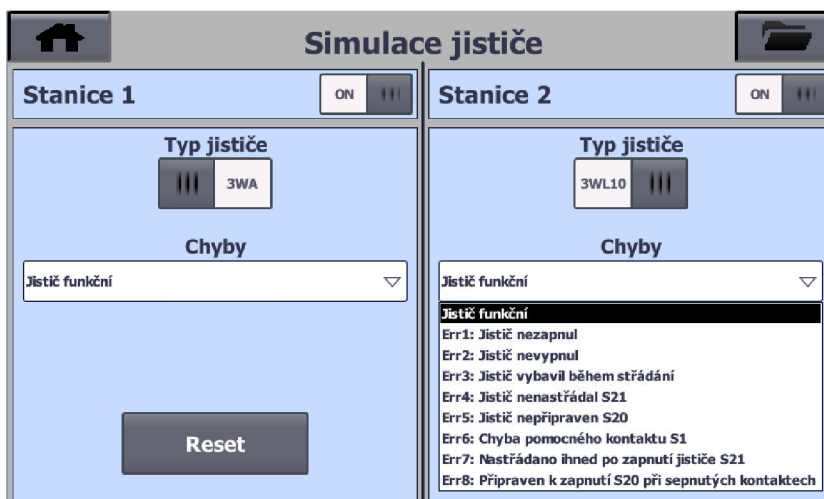 Simulace jističe
Stanice 1
ON
Typ jističe
3WA
Chyby
Jistič funkční
Reset
Stanice 2
ON
Typ jističe
3WL10
Chyby
Jistič funkční
Jistič funkční
Err1: Jistič nezapnul
Err2: Jistič nevypnul
Err3: Jistič vybavil během střádání
Err4: Jistič nenastřádal S21
Err5: Jistič nepřipraven S20
Err6: Chyba pomocného kontaktu S1
Err7: Nastřádáno ihned po zapnutí jističe S21
Err8: Připraven k zapnutí S20 při sepnutých kontaktech